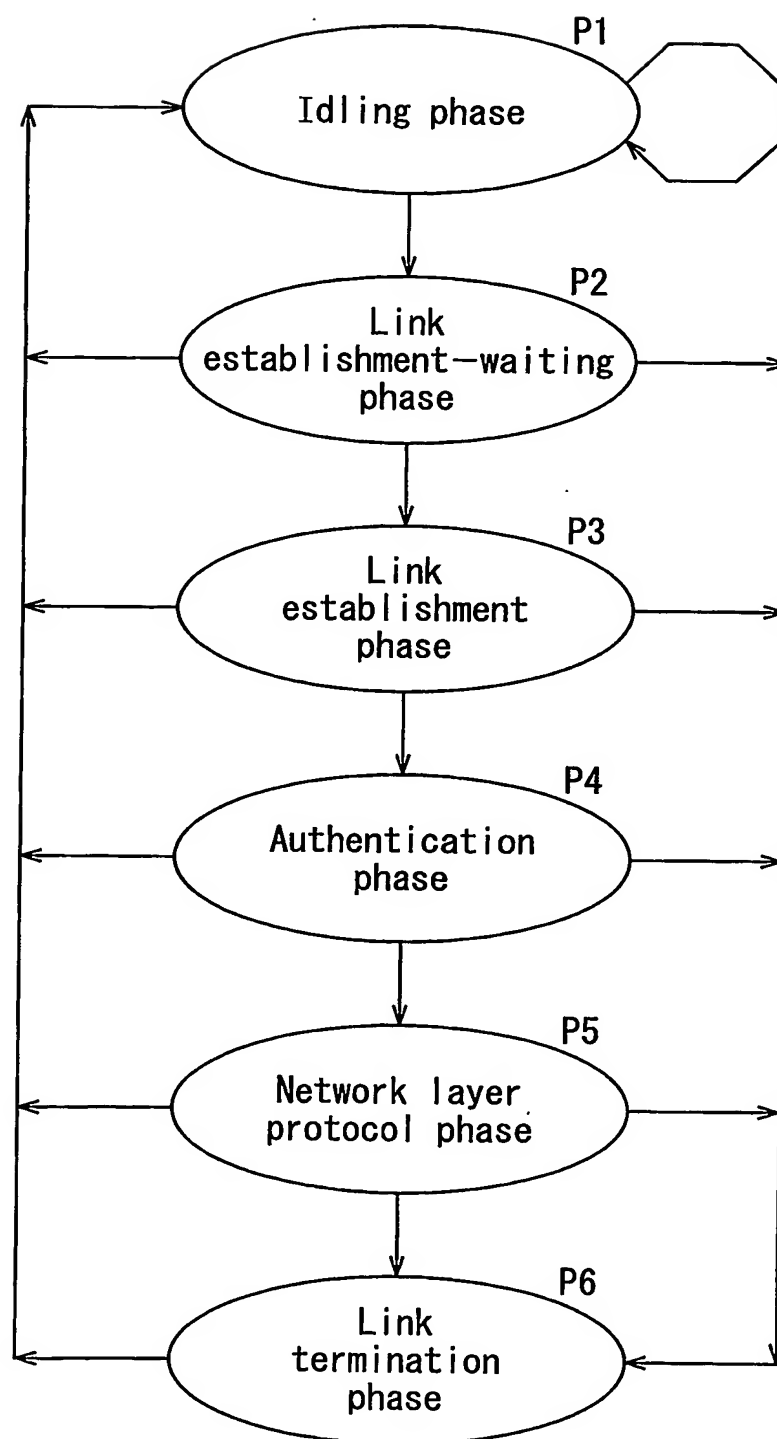 P1
Idling phase
P2
Link
establishment-waiting
phase
P3
Link
establishment
phase
P4
Authentication
phase
P5
Network layer
protocol phase
P6
Link
termination
phase